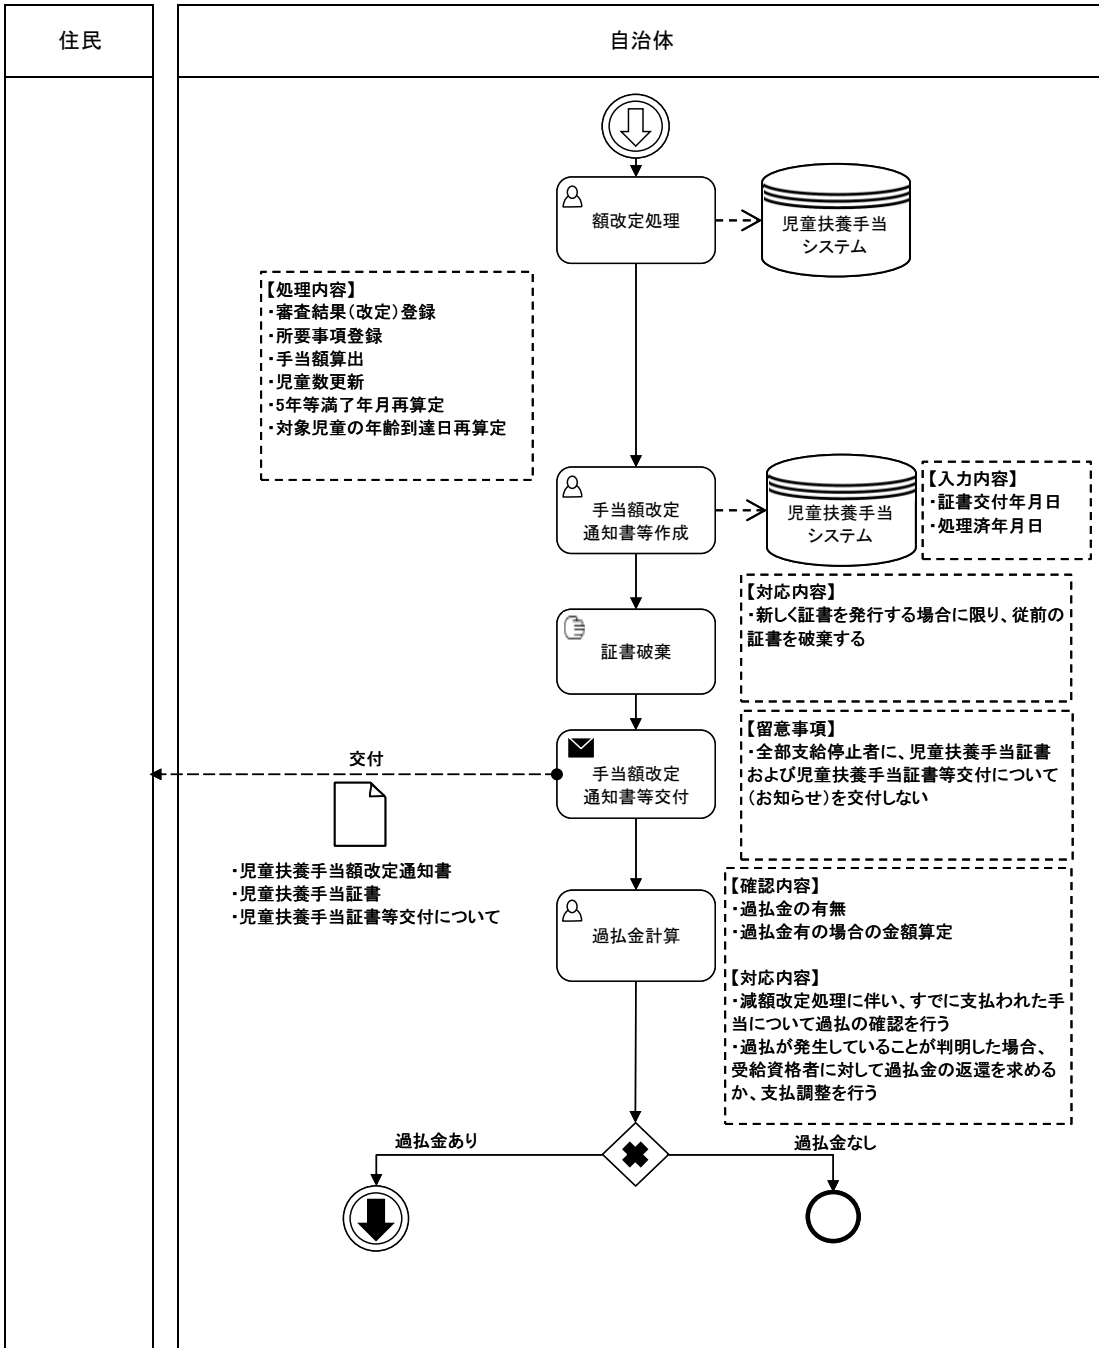 住民
自治体
額改定処理
児童扶養手当
システム
【処理内容】
・審査結果（改定）登録
・所要事項登録
・手当額算出
・児童数更新
・5年等満了年月再算定
・対象児童の年齢到達日再算定
手当額改定
通知書等作成
児童扶養手当
システム
【入力内容】
・証書交付年月日
・処理済年月日
証書破棄
【対応内容】
・新しく証書を発行する場合に限り、従前の
証書を破棄する
交付
手当額改定
通知書等交付
【留意事項】
・全部支給停止者に、児童扶養手当証書
および児童扶養手当証書等交付について
（お知らせ）を交付しない
・児童扶養手当額改定通知書
・児童扶養手当証書
・児童扶養手当証書等交付について
過払金計算
【確認内容】
・過払金の有無
・過払金有の場合の金額算定
【対応内容】
・減額改定処理に伴い、すでに支払われた手
当について過払の確認を行う
・過払が発生していることが判明した場合、
受給資格者に対して過払金の返還を求める
か、支払調整を行う
過払金あり
過払金なし